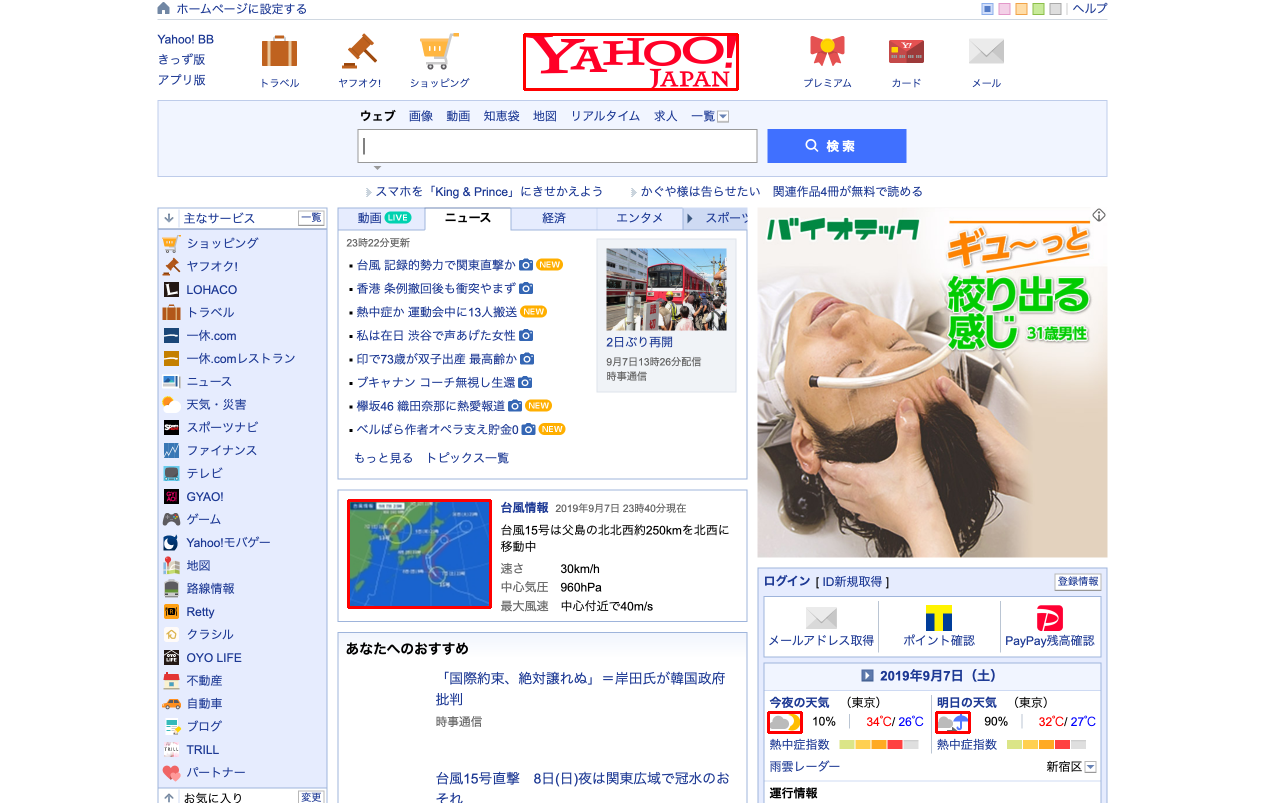 ホームページに設定する
ヘルプ
Yahoo! BB
きっず版
アプリ版
トラベル
ヤフオク!
ショッピング
YAHOO!
JAPAN
プレミアム
カード
メール
ウェブ 画像 動画 知恵袋 地図 リアルタイム 求人 一覧
検索
スマホを「King & Prince」にきせかえよう
かぐや様は告らせたい 関連作品4冊が無料で読める
主なサービス 一覧
ショッピング
ヤフオク!
LOHACO
トラベル
一休.com
一休.comレストラン
ニュース
天気・災害
スポーツナビ
ファイナンス
テレビ
GYAO!
ゲーム
Yahoo!モバゲー
地図
路線情報
Retty
クラシル
OYO LIFE
不動産
自動車
ブログ
TRILL
パートナー
お気に入り 変更
動画 LIVE ニュース 経済 エンタメ スポーツ
23時22分更新
台風 記録的勢力で関東直撃か NEW
香港 条例撤回後も衝突やまず
熱中症か 運動会中に13人搬送 NEW
私は在日 渋谷で声あげた女性
印で73歳が双子出産 最高齢か
ブキャナン コーチ無視し生還
欅坂46 織田奈那に熱愛報道 NEW
ベルばら作者オペラ支え貯金0 NEW
もっと見る トピックス一覧
2日ぶり再開
9月7日13時26分配信
時事通信
台風情報 2019年9月7日 23時40分現在
台風15号は父島の北北西約250kmを北西に
移動中
速さ 30km/h
中心気圧 960hPa
最大風速 中心付近で40m/s
あなたへのおすすめ
「国際約束、絶対譲れぬ」＝岸田氏が韓国政府
批判
時事通信
台風15号直撃 8日(日)夜は関東広域で冠水のお
それ
バイオテック
ギュ〜っと
絞り出る
感じ 31歳男性
ログイン [ ID新規取得 ] 登録情報
メールアドレス取得
ポイント確認
PayPay残高確認
2019年9月7日（土）
今夜の天気 （東京）
10% 34℃/ 26℃
熱中症指数
明日の天気 （東京）
90% 32℃/ 27℃
熱中症指数
雨雲レーダー
新宿区
運行情報